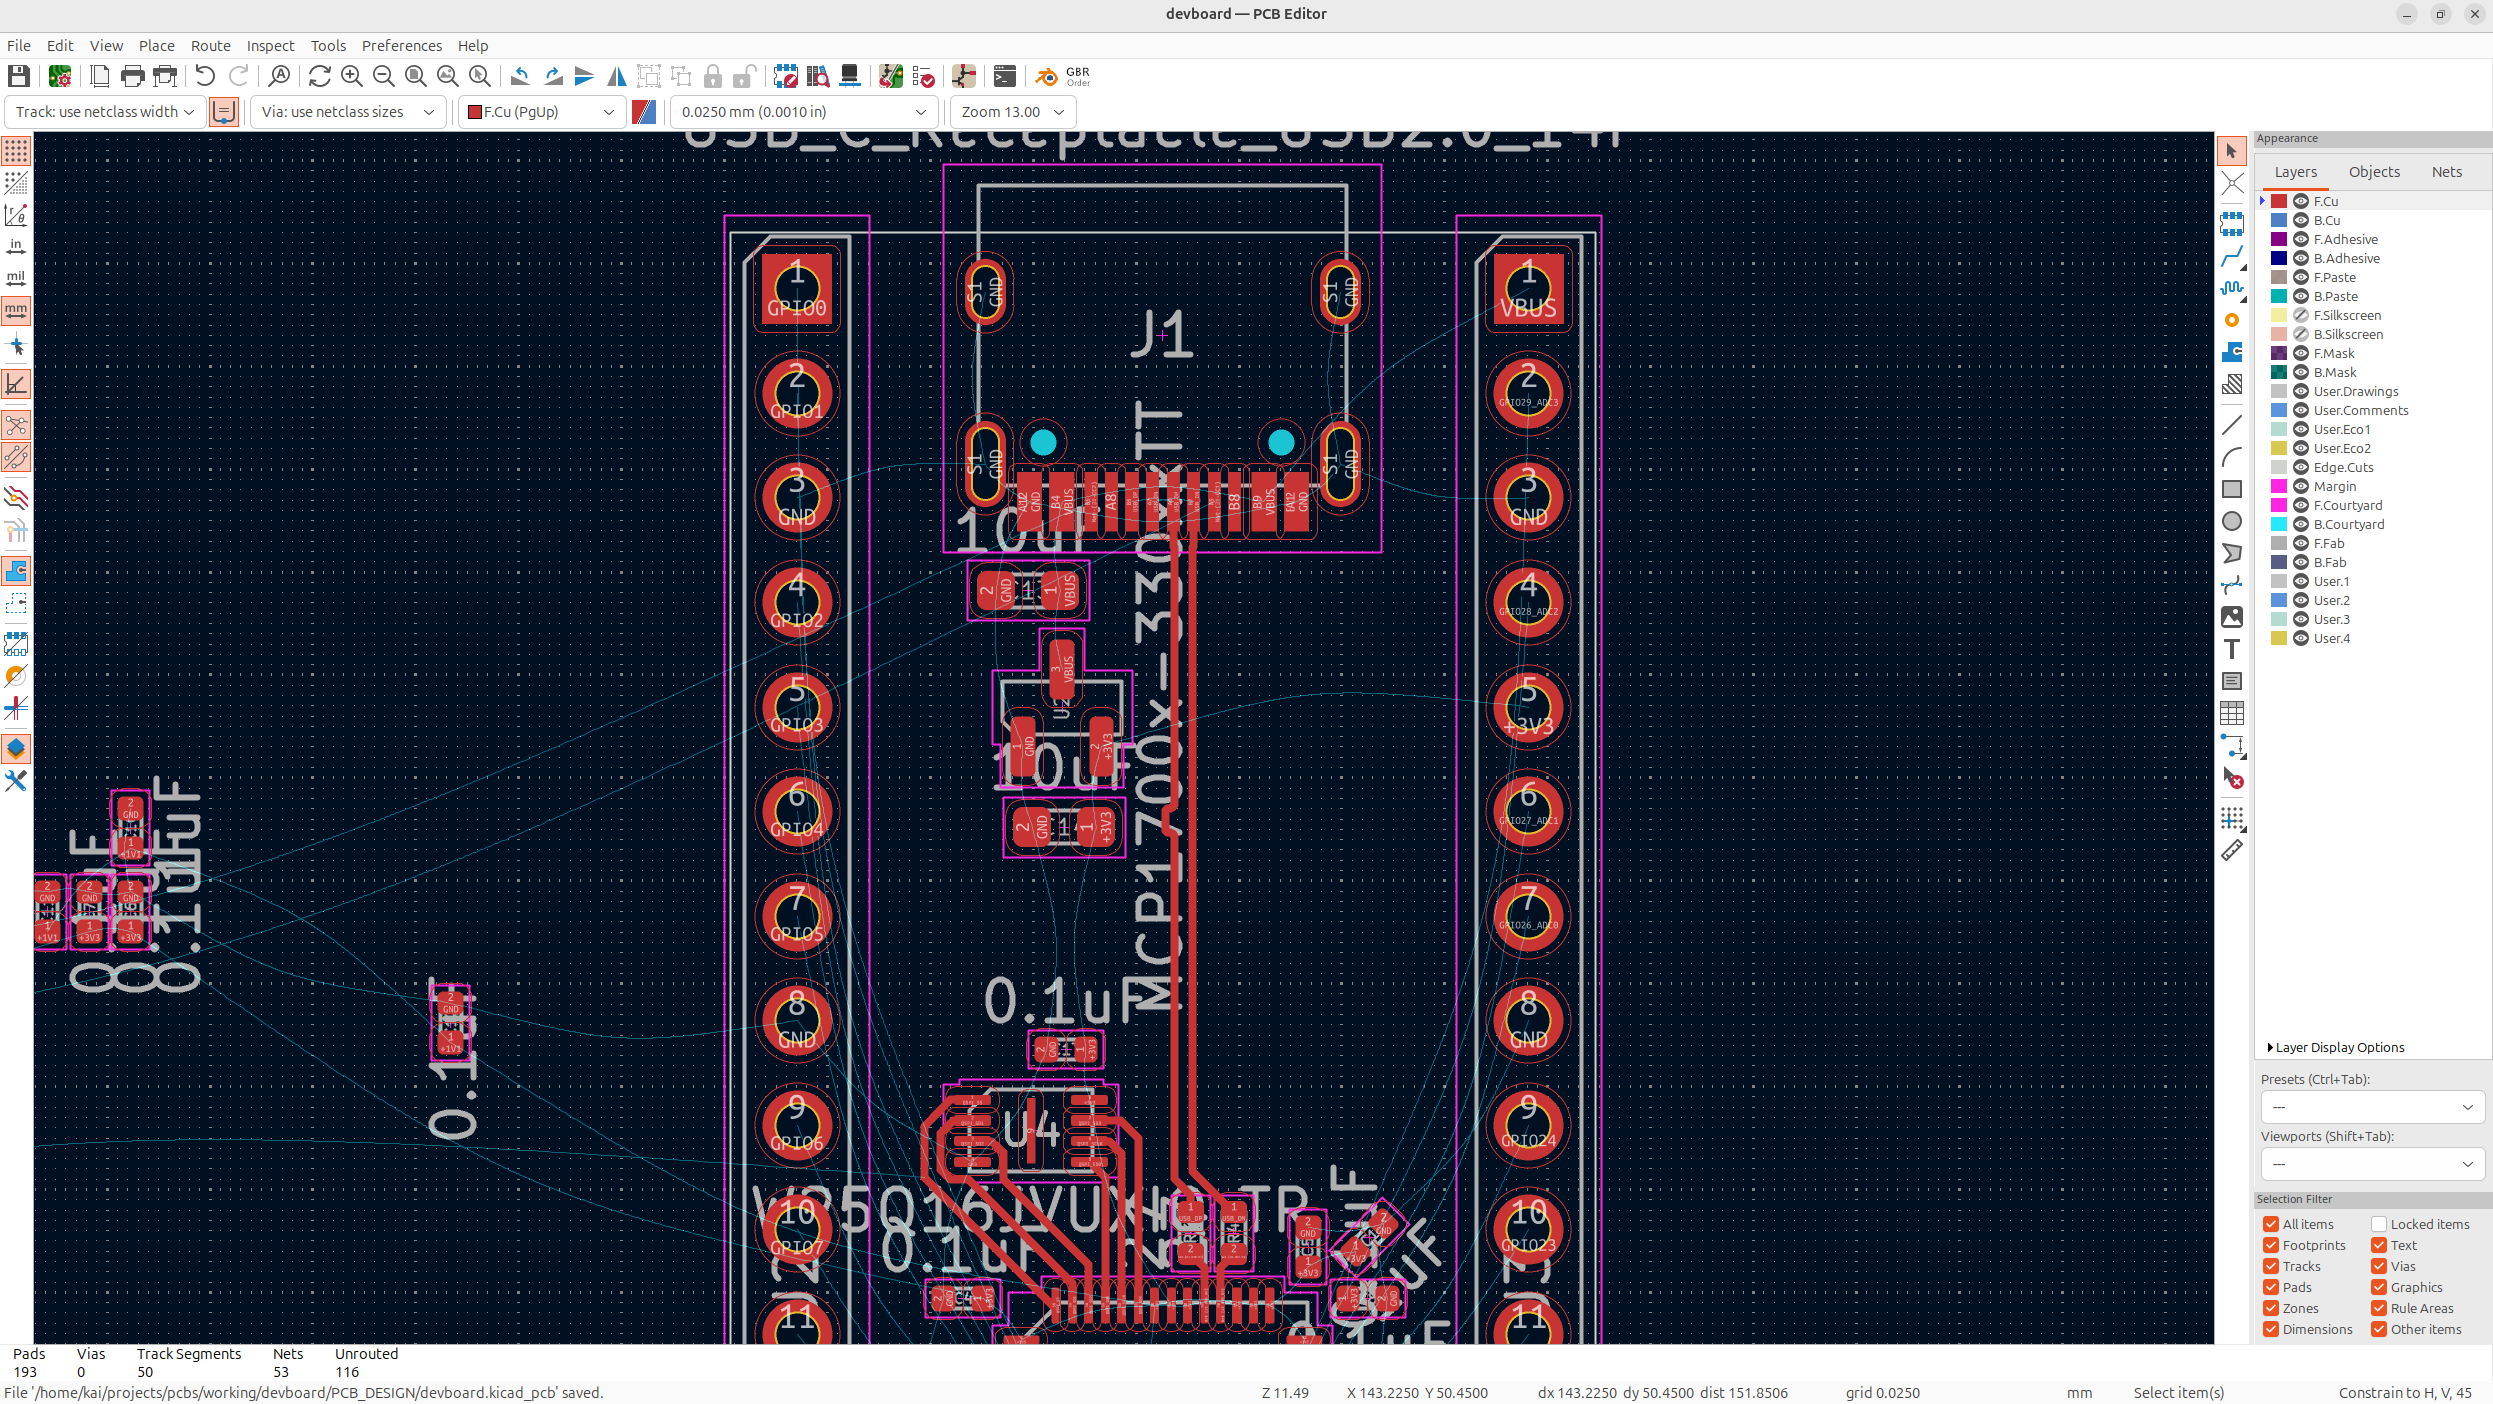 devboard — PCB Editor
File Edit View Place Route Inspect Tools Preferences Help
GBR
Order
Track: use netclass width
Via: use netclass sizes
F.Cu (PgUp)
0.0250 mm (0.0010 in)
Zoom 13.00
in
mil
mm
USB_C_Receptacle_USB2.0_14P
J1
1
GPIO0
2
GPIO1
3
GND
4
GPIO2
5
GPIO3
6
GPIO4
7
GPIO5
8
GND
9
GPIO6
10
GPIO7
11
S1
GND
S1
GND
S1
GND
S1
GND
A12
GND
B4
VBUS
A8
B8
B9
VBUS
GND
10uF
2
GND
1
VBUS
3
VBUS
U2
1
GND
2
+3V3
10uF
2
GND
1
+3V3
MCP1700x-330xxTT
0.1uF
U4
W25Q16JVUXIQ TR
0.1uF
2
GND
1
+1V1
2
GND
1
+3V3
0.1uF
1
VBUS
2
GPIO29_ADC3
3
GND
4
GPIO28_ADC2
5
+3V3
6
GPIO27_ADC1
7
GPIO26_ADC0
8
GND
9
GPIO24
10
GPIO23
11
Appearance
Layers Objects Nets
F.Cu
B.Cu
F.Adhesive
B.Adhesive
F.Paste
B.Paste
F.Silkscreen
B.Silkscreen
F.Mask
B.Mask
User.Drawings
User.Comments
User.Eco1
User.Eco2
Edge.Cuts
Margin
F.Courtyard
B.Courtyard
F.Fab
B.Fab
User.1
User.2
User.3
User.4
Layer Display Options
Presets (Ctrl+Tab):
---
Viewports (Shift+Tab):
---
Selection Filter
All items Locked items
Footprints Text
Tracks Vias
Pads Graphics
Zones Rule Areas
Dimensions Other items
Pads Vias Track Segments Nets Unrouted
193 0 50 53 116
File '/home/kai/projects/pcbs/working/devboard/PCB_DESIGN/devboard.kicad_pcb' saved.
Z 11.49 X 143.2250 Y 50.4500 dx 143.2250 dy 50.4500 dist 151.8506 grid 0.0250 mm Select item(s) Constrain to H, V, 45